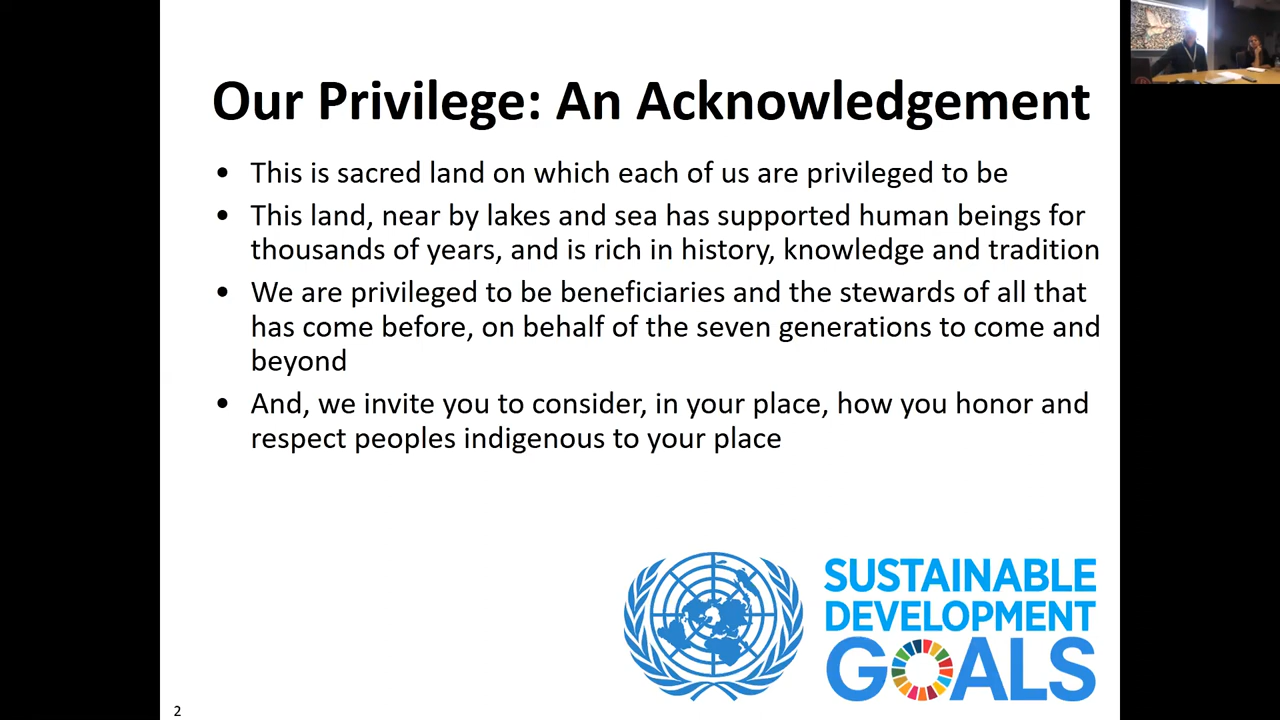 Our Privilege: An Acknowledgement
• This is sacred land on which each of us are privileged to be
• This land, near by lakes and sea has supported human beings for
thousands of years, and is rich in history, knowledge and tradition
• We are privileged to be beneficiaries and the stewards of all that
has come before, on behalf of the seven generations to come and
beyond
• And, we invite you to consider, in your place, how you honor and
respect peoples indigenous to your place
SUSTAINABLE
DEVELOPMENT
GOALS
2